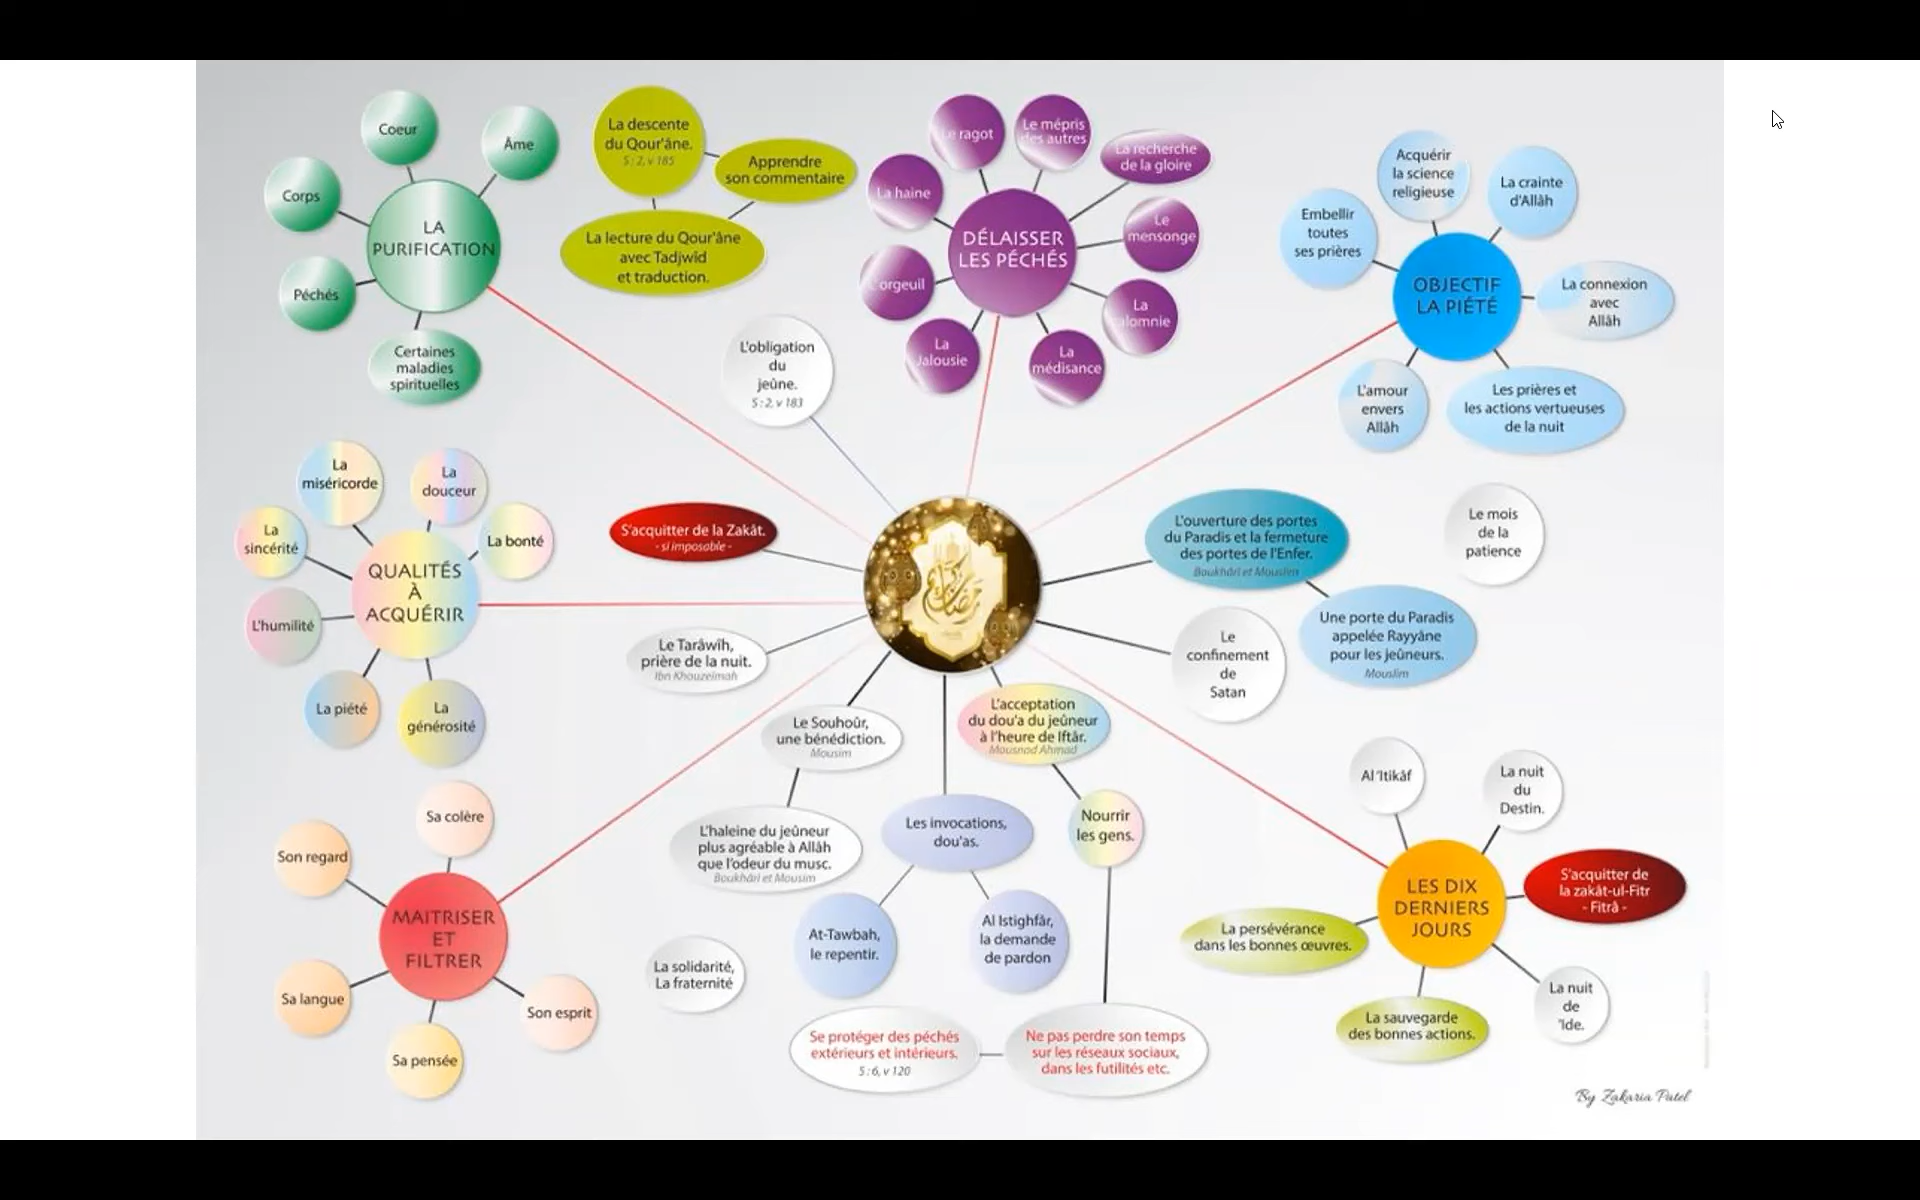 LA
PURIFICATION
Coeur
Âme
Corps
Péchés
Certaines
maladies
spirituelles
La descente
du Qour'âne.
S : 2, v 185
Apprendre
son commentaire
La lecture du Qour'âne
avec Tadjwîd
et traduction.
DÉLAISSER
LES PÉCHÉS
Le ragot
Le mépris
des autres
La recherche
de la gloire
La haine
Le
mensonge
L'orgeuil
La
calomnie
La
Jalousie
La
médisance
OBJECTIF
LA PIÉTÉ
Acquérir
la science
religieuse
La crainte
d'Allâh
Embellir
toutes
ses prières
La connexion
avec
Allâh
L'amour
envers
Allâh
Les prières et
les actions vertueuses
de la nuit
L'obligation
du
jeûne.
S : 2, v 183
QUALITÉS
À
ACQUÉRIR
La
miséricorde
La
douceur
La
sincérité
La bonté
L'humilité
La piété
La
générosité
S'acquitter de la Zakât.
- si imposable -
Le Tarâwîh,
prière de la nuit.
Ibn Khouzeimah
رمضان
L'ouverture des portes
du Paradis et la fermeture
des portes de l'Enfer.
Boukhâri et Mouslim
Le mois
de la
patience
Une porte du Paradis
appelée Rayyâne
pour les jeûneurs.
Mouslim
Le
confinement
de
Satan
Le Souhoûr,
une bénédiction.
Mousim
L'acceptation
du dou'a du jeûneur
à l'heure de Iftâr.
Mousnad Ahmad
L'haleine du jeûneur
plus agréable à Allâh
que l'odeur du musc.
Boukhâri et Mousim
Les invocations,
dou'as.
Nourrir
les gens.
At-Tawbah,
le repentir.
Al Istighfâr,
la demande
de pardon
La solidarité,
La fraternité
Se protéger des péchés
extérieurs et intérieurs.
S : 6, v 120
Ne pas perdre son temps
sur les réseaux sociaux,
dans les futilités etc.
MAITRISER
ET
FILTRER
Sa colère
Son regard
Sa langue
Son esprit
Sa pensée
LES DIX
DERNIERS
JOURS
Al 'Itikâf
La nuit
du
Destin.
S'acquitter de
la zakât-ul-Fitr
- Fitrâ -
La persévérance
dans les bonnes œuvres.
La nuit
de
'Ide.
La sauvegarde
des bonnes actions.
By Zakaria Patel